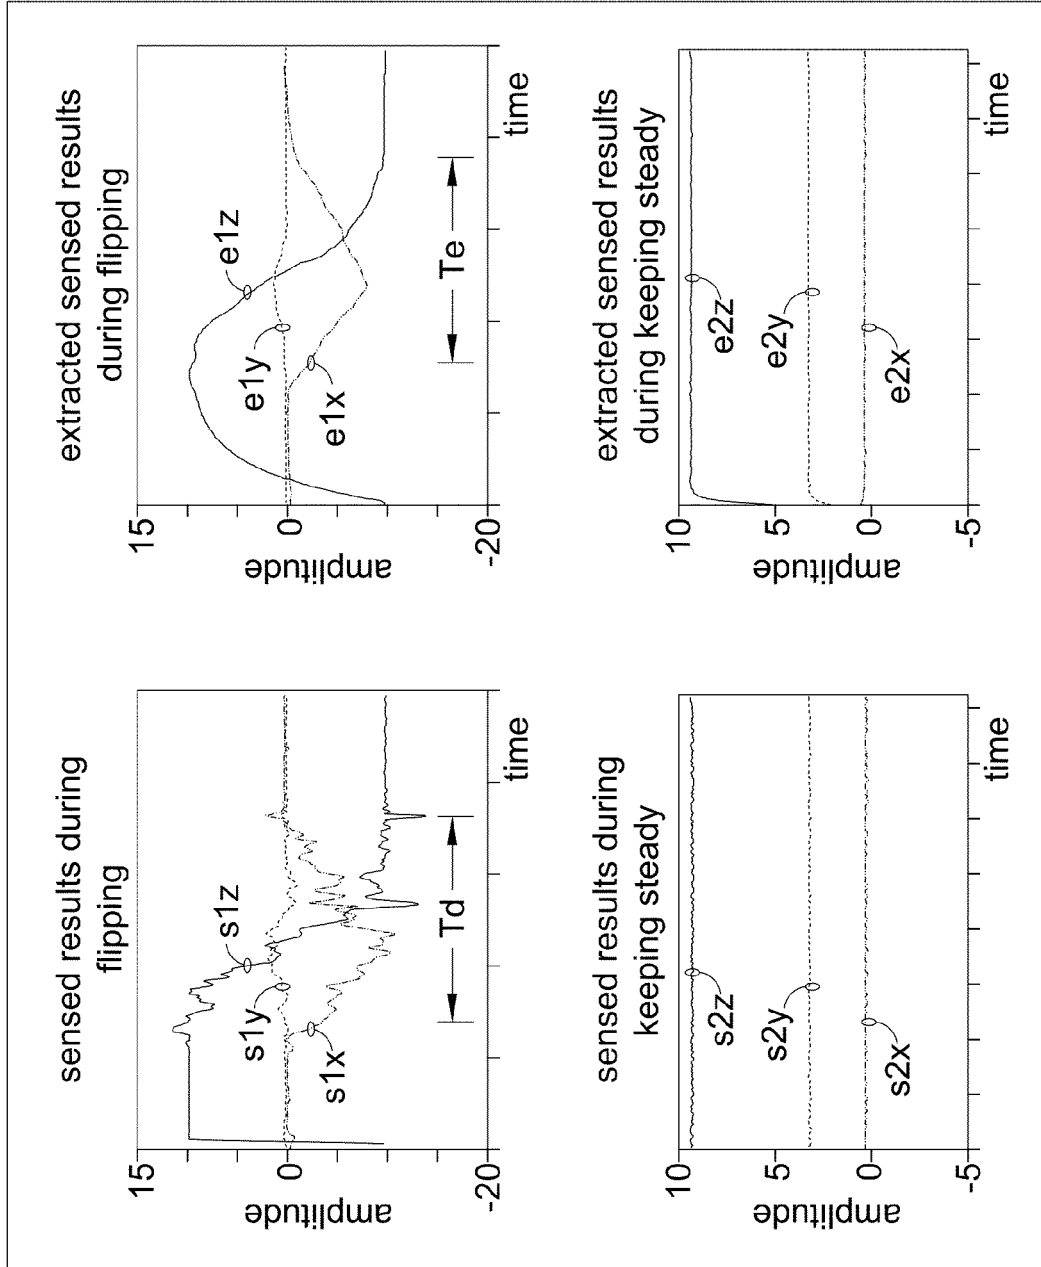 sensed results during
flipping
15
0
-20
amplitude
time
s1z
s1y
s1x
Td
extracted sensed results
during flipping
15
0
-20
amplitude
time
e1z
e1y
e1x
Te
sensed results during
keeping steady
10
5
0
-5
amplitude
time
s2z
s2y
s2x
extracted sensed results
during keeping steady
10
5
0
-5
amplitude
time
e2z
e2y
e2x